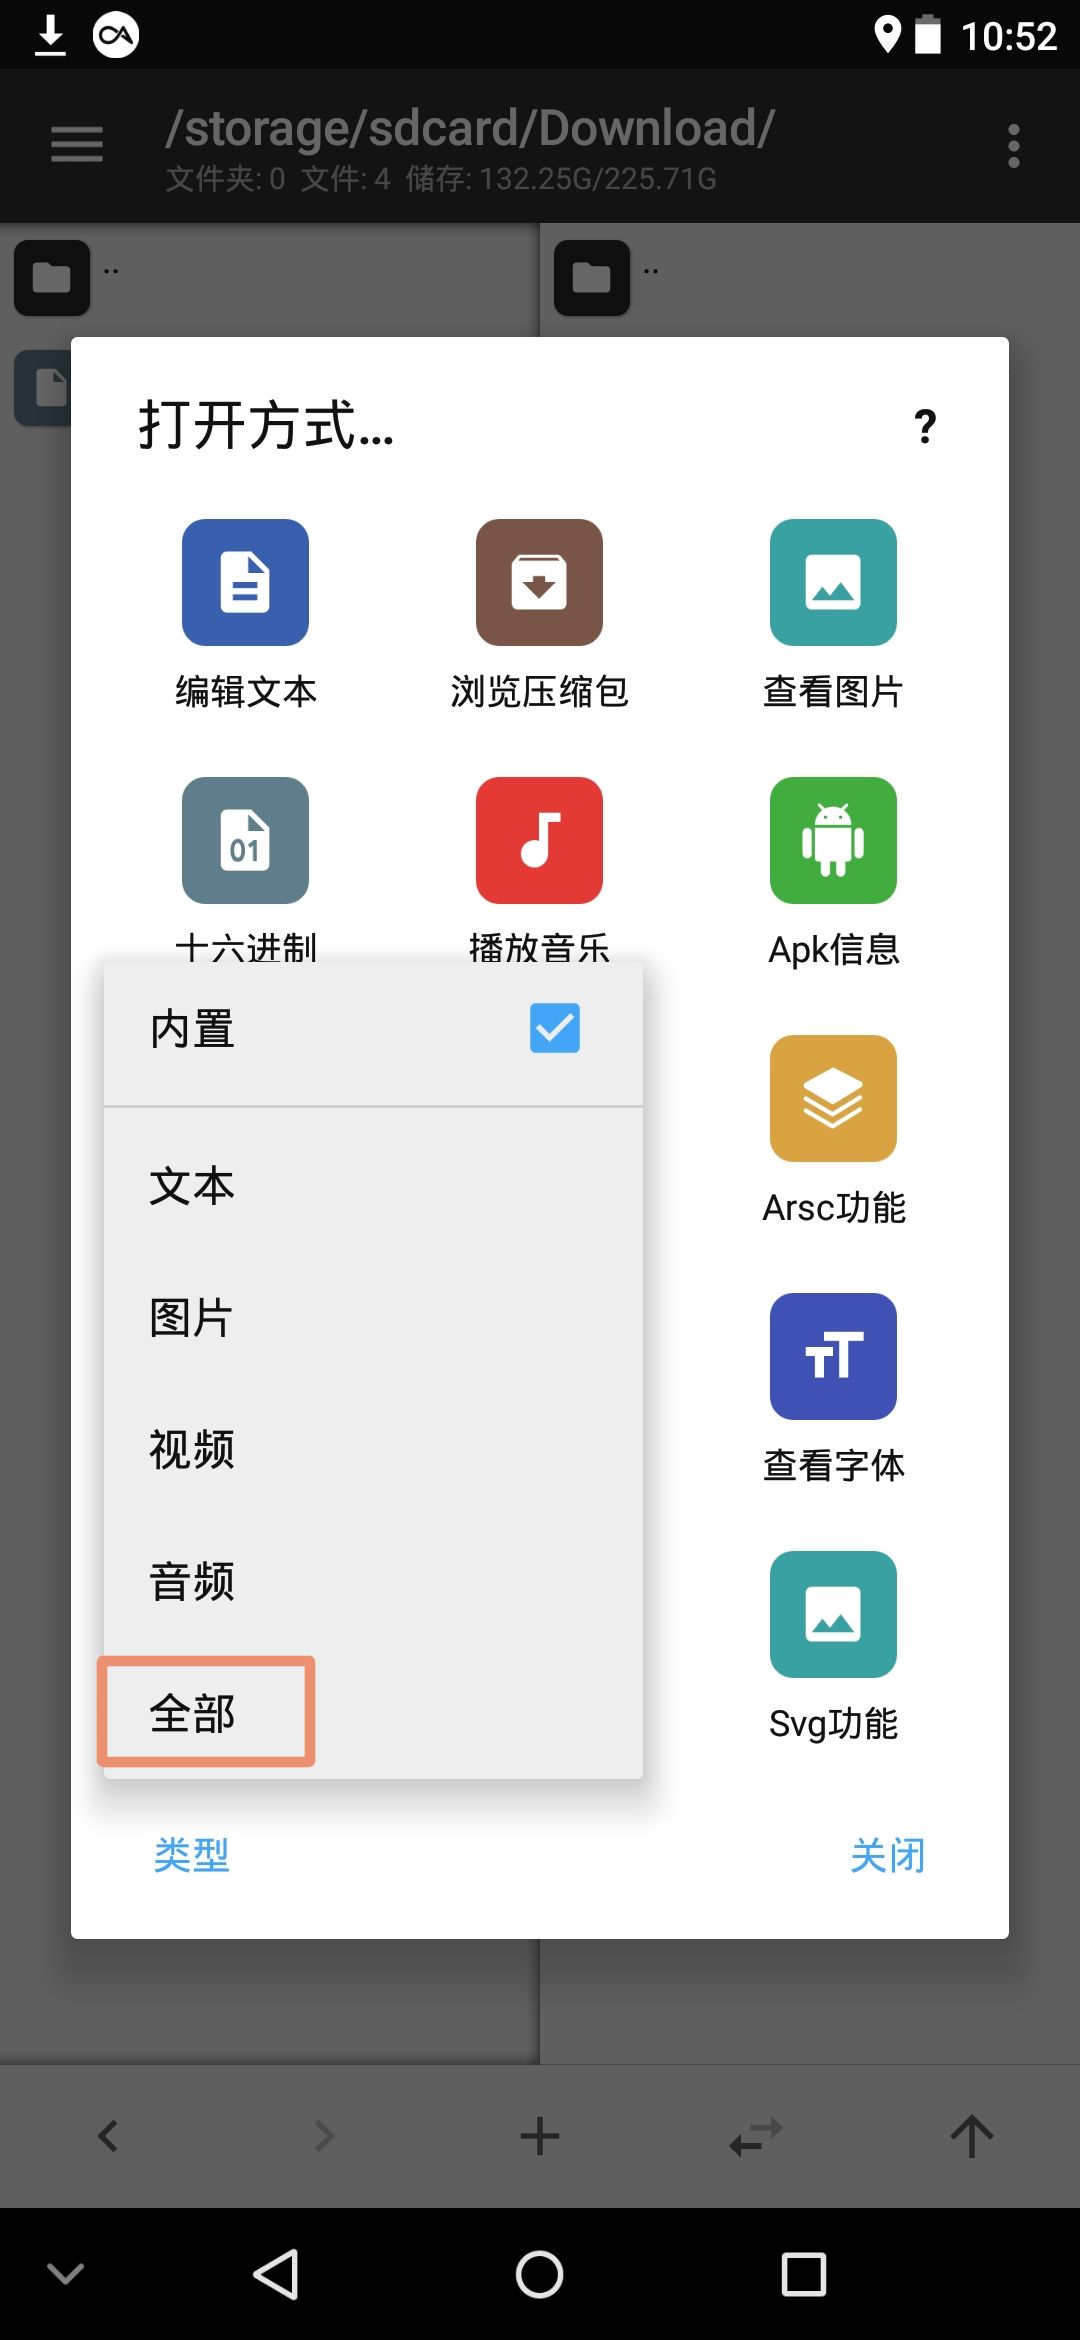 10:52
/storage/sdcard/Download/
文件夹: 0 文件: 4 储存: 132.25G/225.71G
..
..
打开方式...
?
编辑文本
浏览压缩包
查看图片
01
十六进制
播放音乐
Apk信息
内置
文本
Arsc功能
图片
TT
视频
查看字体
音频
全部
Svg功能
类型
关闭